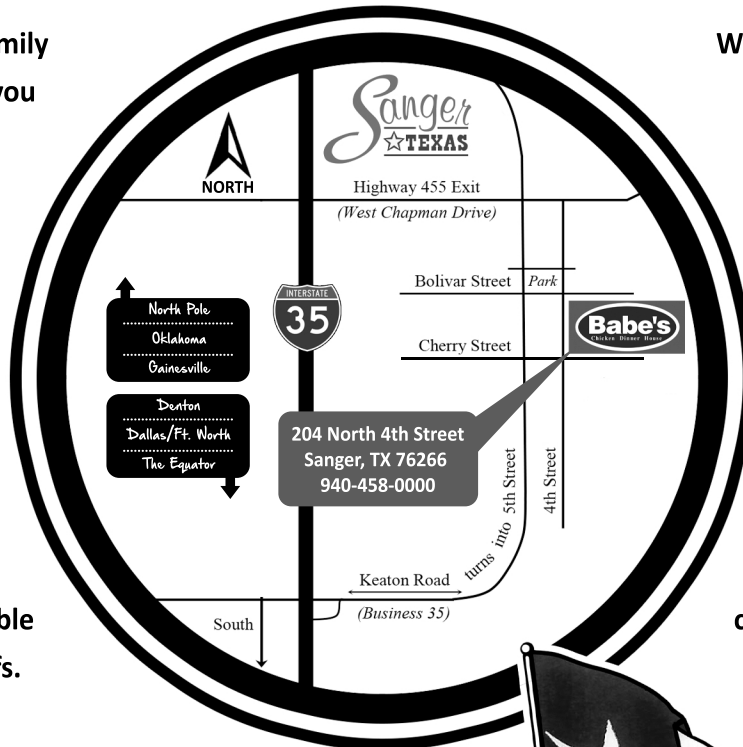 mily
W
you
Sanger
TEXAS
NORTH
Highway 455 Exit
(West Chapman Drive)
Bolivar Street
Park
INTERSTATE
35
North Pole
Oklahoma
Gainesville
Babe's
Chicken Dinner House
Cherry Street
Denton
Dallas/Ft. Worth
The Equator
204 North 4th Street
Sanger, TX 76266
940-458-0000
turns into 5th Street
4th Street
Keaton Road
(Business 35)
South
ble
fs.